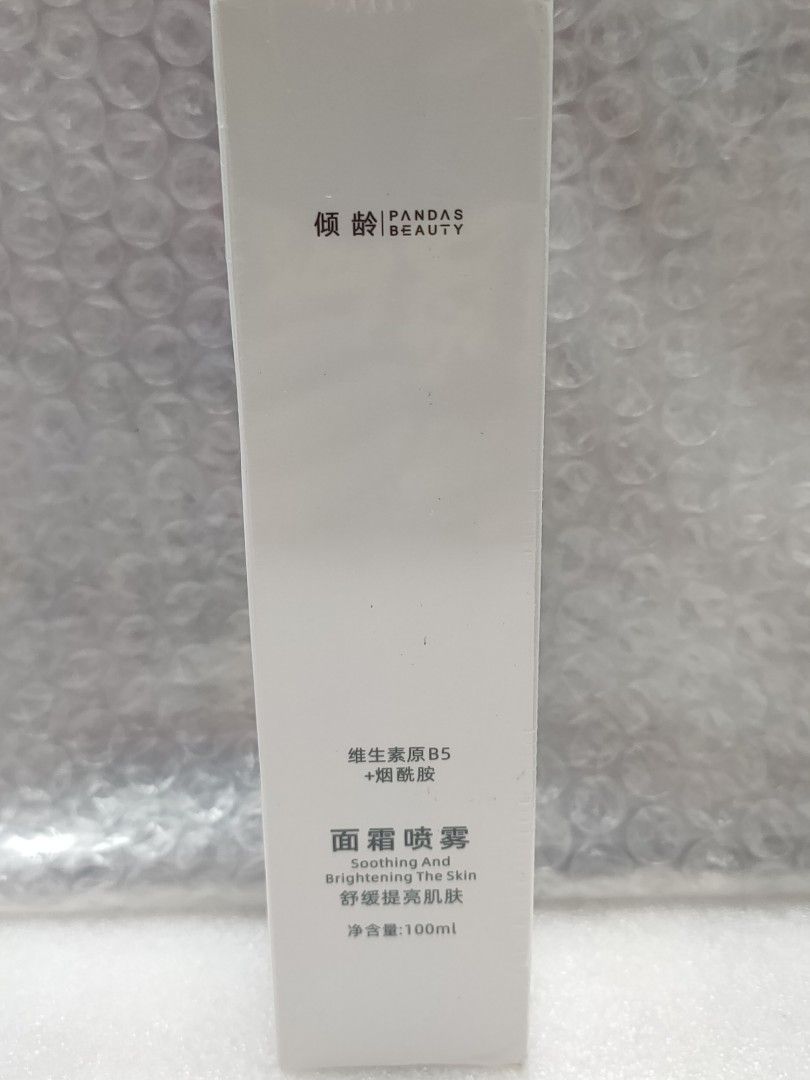 倾龄 PANDAS BEAUTY
维生素原B5
+烟酰胺
面霜喷雾
Soothing And
Brightening The Skin
舒缓提亮肌肤
净含量:100ml